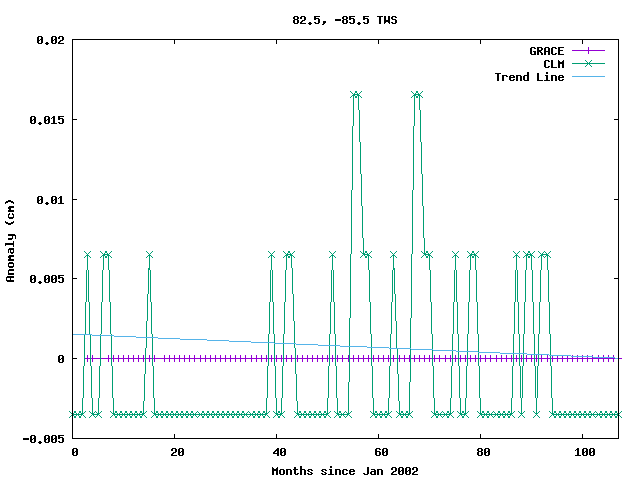 82.5, -85.5 TWS
GRACE
CLM
Trend Line
0.02
0.015
0.01
0.005
0
-0.005
Anomaly (cm)
0 20 40 60 80 100
Months since Jan 2002